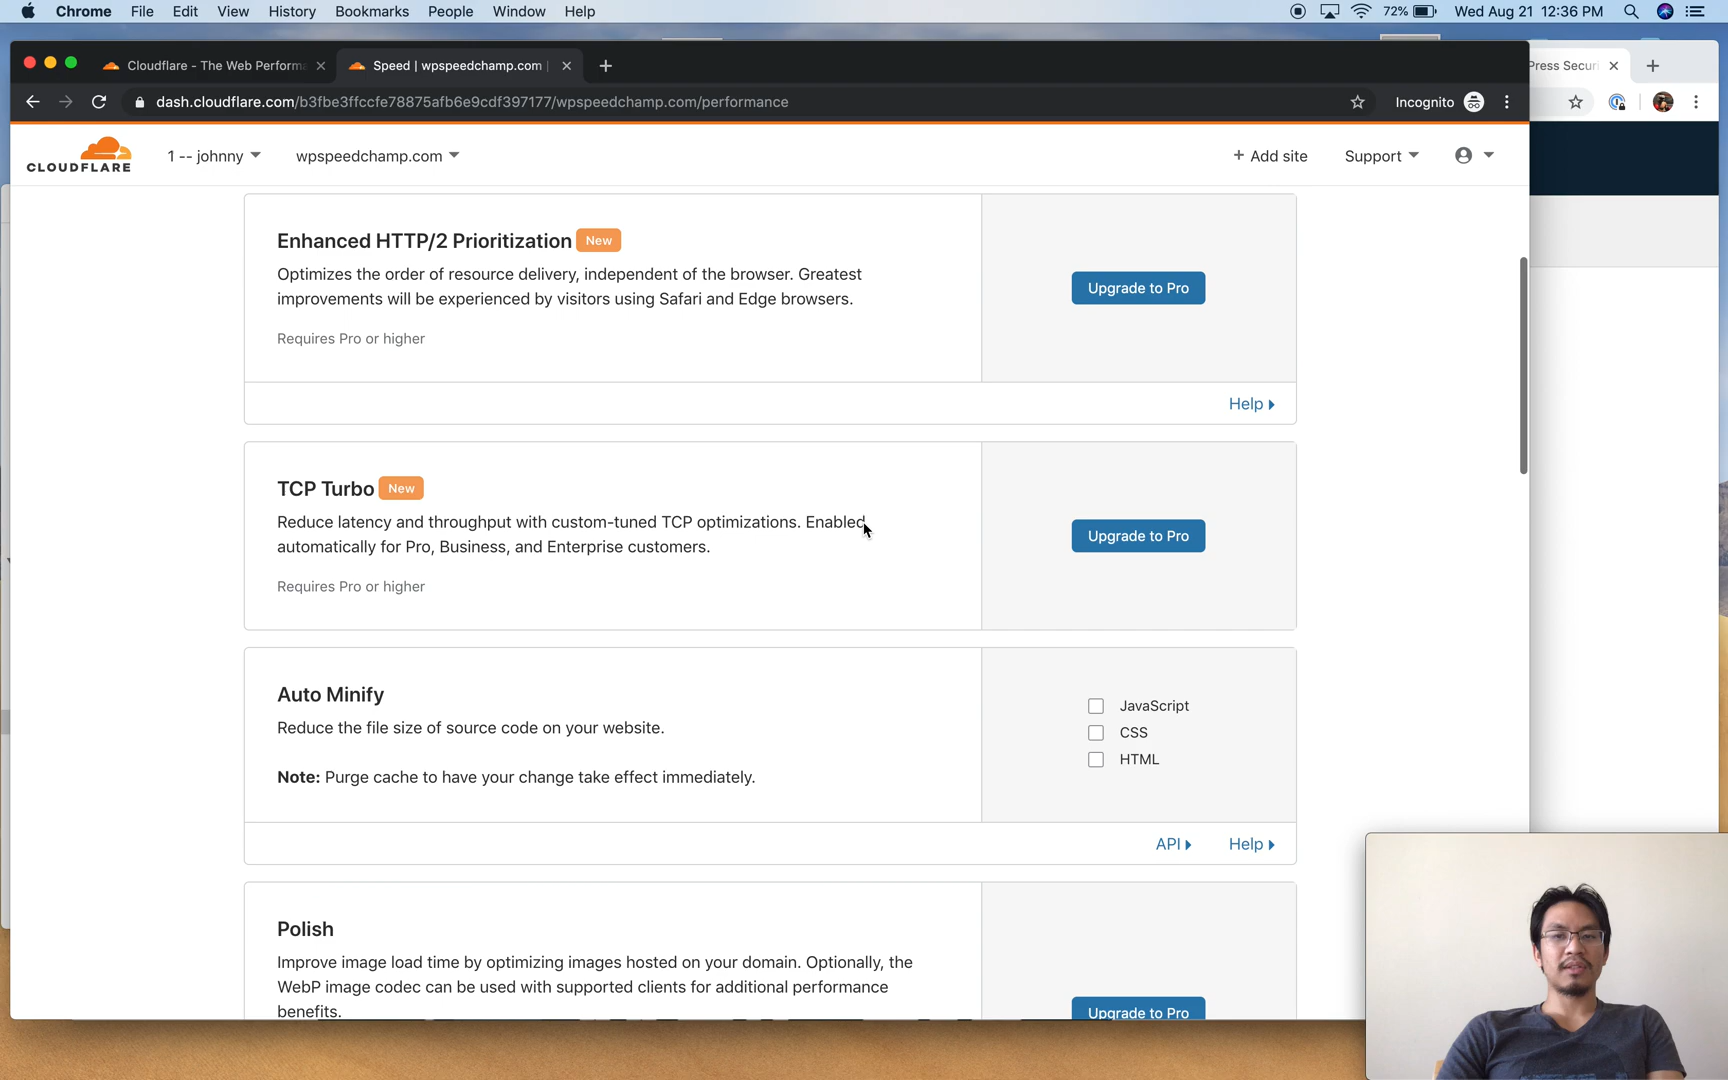 Chrome File Edit View History Bookmarks People Window Help 72% Wed Aug 21 12:36 PM
Cloudflare - The Web Performa Speed | wpspeedchamp.com | Press Securi
dash.cloudflare.com/b3fbe3ffccfe78875afb6e9cdf397177/wpspeedchamp.com/performance Incognito
CLOUDFLARE 1 -- johnny wpspeedchamp.com + Add site Support
Enhanced HTTP/2 Prioritization New
Optimizes the order of resource delivery, independent of the browser. Greatest
improvements will be experienced by visitors using Safari and Edge browsers.
Upgrade to Pro
Requires Pro or higher
Help
TCP Turbo New
Reduce latency and throughput with custom-tuned TCP optimizations. Enabled
automatically for Pro, Business, and Enterprise customers.
Upgrade to Pro
Requires Pro or higher
Auto Minify
Reduce the file size of source code on your website.
Note: Purge cache to have your change take effect immediately.
JavaScript
CSS
HTML
API Help
Polish
Improve image load time by optimizing images hosted on your domain. Optionally, the
WebP image codec can be used with supported clients for additional performance
benefits.
Upgrade to Pro